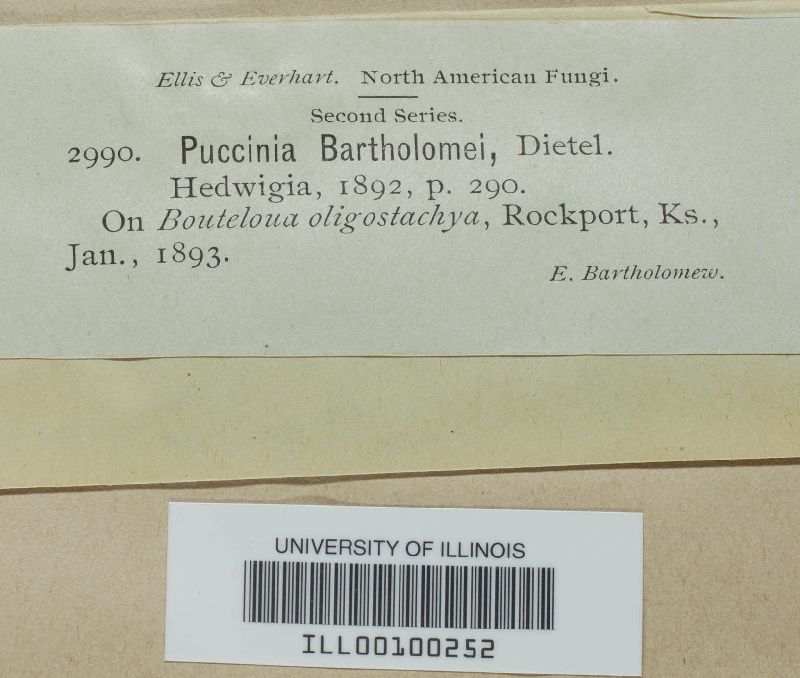 Ellis & Everhart. North American Fungi.
Second Series.
2990. Puccinia Bartholomei, Dietel.
Hedwigia, 1892, p. 290.
On Bouteloua oligostachya, Rockport, Ks.,
Jan., 1893.
E. Bartholomew.
UNIVERSITY OF ILLINOIS
ILL00100252